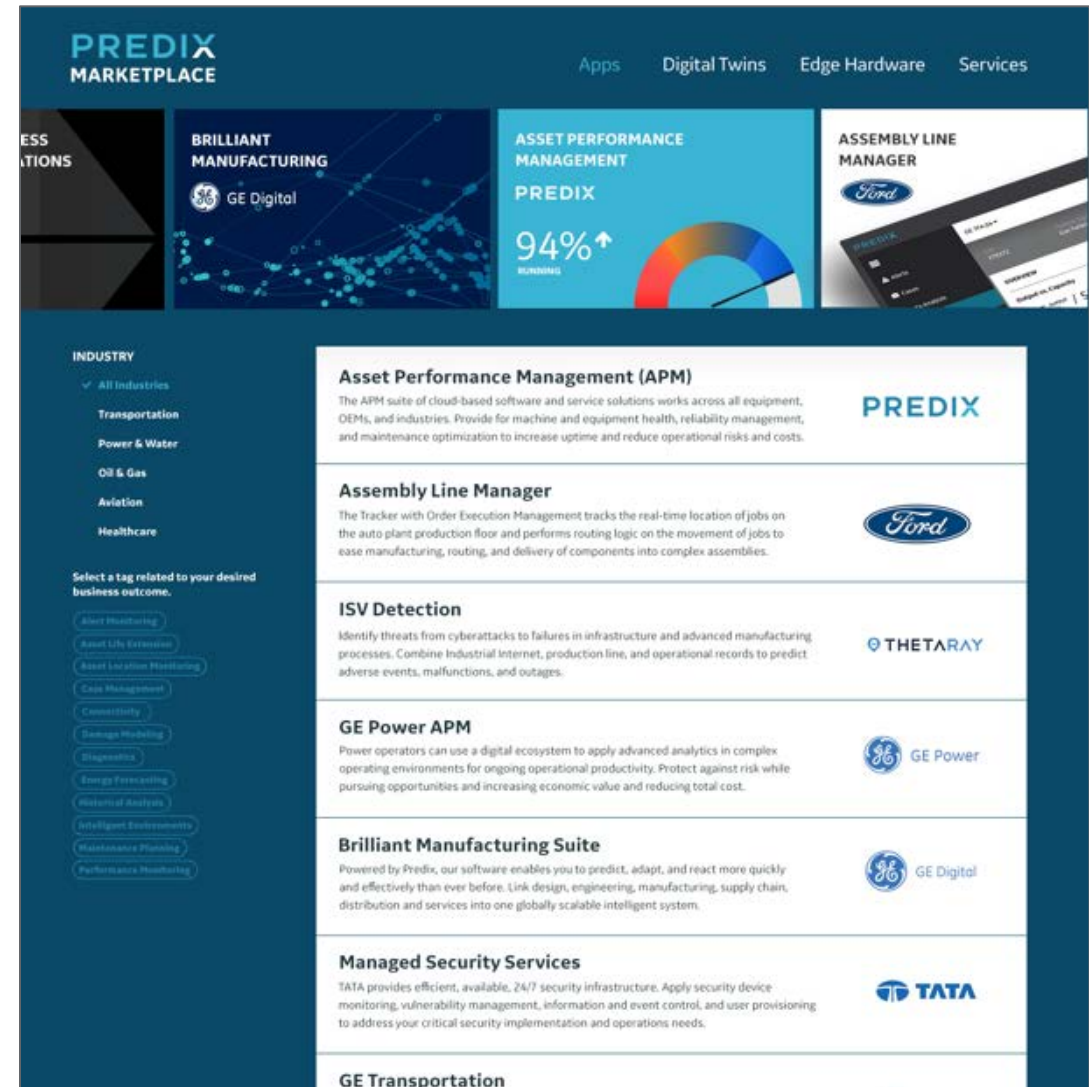 PREDIX
MARKETPLACE
Apps Digital Twins Edge Hardware Services
ESS
ATIONS
BRILLIANT
MANUFACTURING
GE Digital
ASSET PERFORMANCE
MANAGEMENT
PREDIX
94%
RUNNING
ASSEMBLY LINE
MANAGER
Ford
PREDIX
Alerts
Cases
Analysis
OVERVIEW
Output vs. Capacity
INDUSTRY
✓ All Industries
Transportation
Power & Water
Oil & Gas
Aviation
Healthcare
Select a tag related to your desired
business outcome.
Alert Monitoring
Asset Life Extension
Asset Location Monitoring
Case Management
Connectivity
Damage Modeling
Diagnostics
Energy Forecasting
Historical Analysis
Intelligent Environments
Maintenance Planning
Performance Monitoring
Asset Performance Management (APM)
The APM suite of cloud-based software and service solutions works across all equipment,
OEMs, and industries. Provide for machine and equipment health, reliability management,
and maintenance optimization to increase uptime and reduce operational risks and costs.
PREDIX
Assembly Line Manager
The Tracker with Order Execution Management tracks the real-time location of jobs on
the auto plant production floor and performs routing logic on the movement of jobs to
ease manufacturing, routing, and delivery of components into complex assemblies.
Ford
ISV Detection
Identify threats from cyberattacks to failures in infrastructure and advanced manufacturing
processes. Combine Industrial Internet, production line, and operational records to predict
adverse events, malfunctions, and outages.
THETARAY
GE Power APM
Power operators can use a digital ecosystem to apply advanced analytics in complex
operating environments for ongoing operational productivity. Protect against risk while
pursuing opportunities and increasing economic value and reducing total cost.
GE Power
Brilliant Manufacturing Suite
Powered by Predix, our software enables you to predict, adapt, and react more quickly
and effectively than ever before. Link design, engineering, manufacturing, supply chain,
distribution and services into one globally scalable intelligent system.
GE Digital
Managed Security Services
TATA provides efficient, available, 24/7 security infrastructure. Apply security device
monitoring, vulnerability management, information and event control, and user provisioning
to address your critical security implementation and operations needs.
TATA
GE Transportation